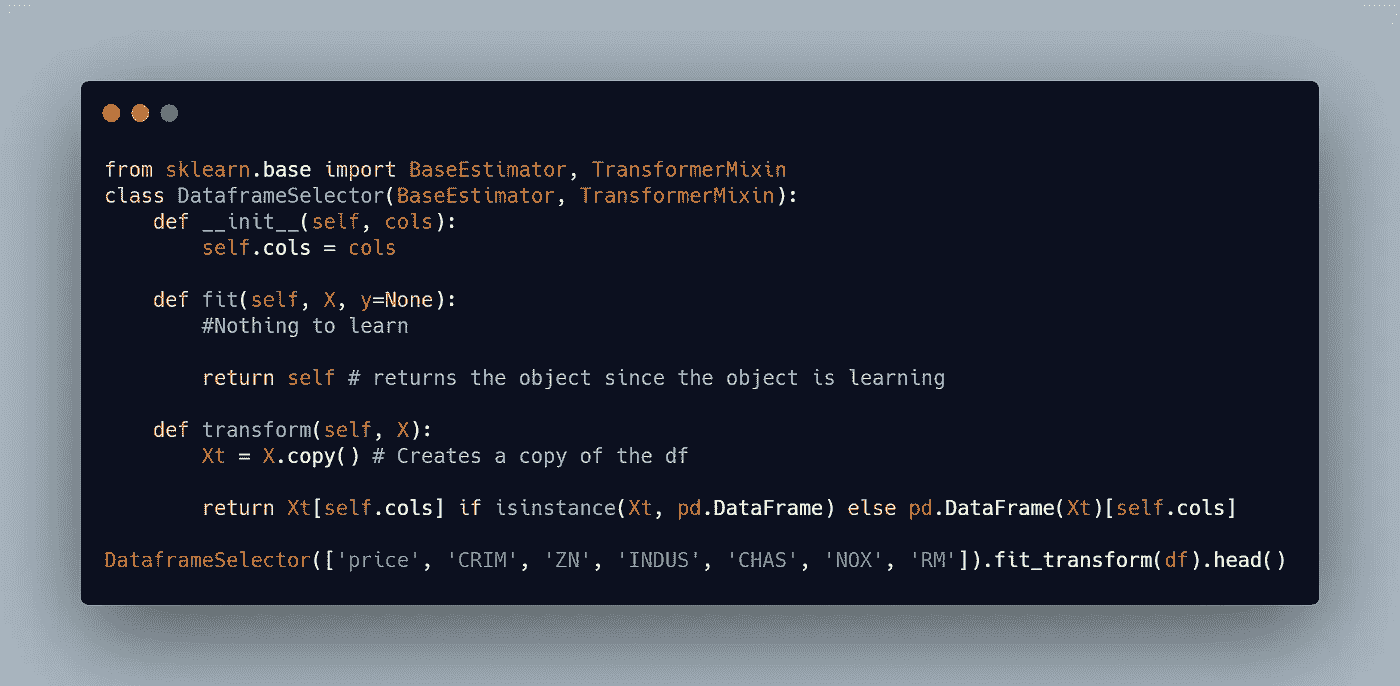 from sklearn.base import BaseEstimator, TransformerMixin
class DataframeSelector(BaseEstimator, TransformerMixin):
    def __init__(self, cols):
        self.cols = cols
    def fit(self, X, y=None):
        #Nothing to learn
        return self # returns the object since the object is learning
    def transform(self, X):
        Xt = X.copy() # Creates a copy of the df
        return Xt[self.cols] if isinstance(Xt, pd.DataFrame) else pd.DataFrame(Xt)[self.cols]
DataframeSelector(['price', 'CRIM', 'ZN', 'INDUS', 'CHAS', 'NOX', 'RM']).fit_transform(df).head()